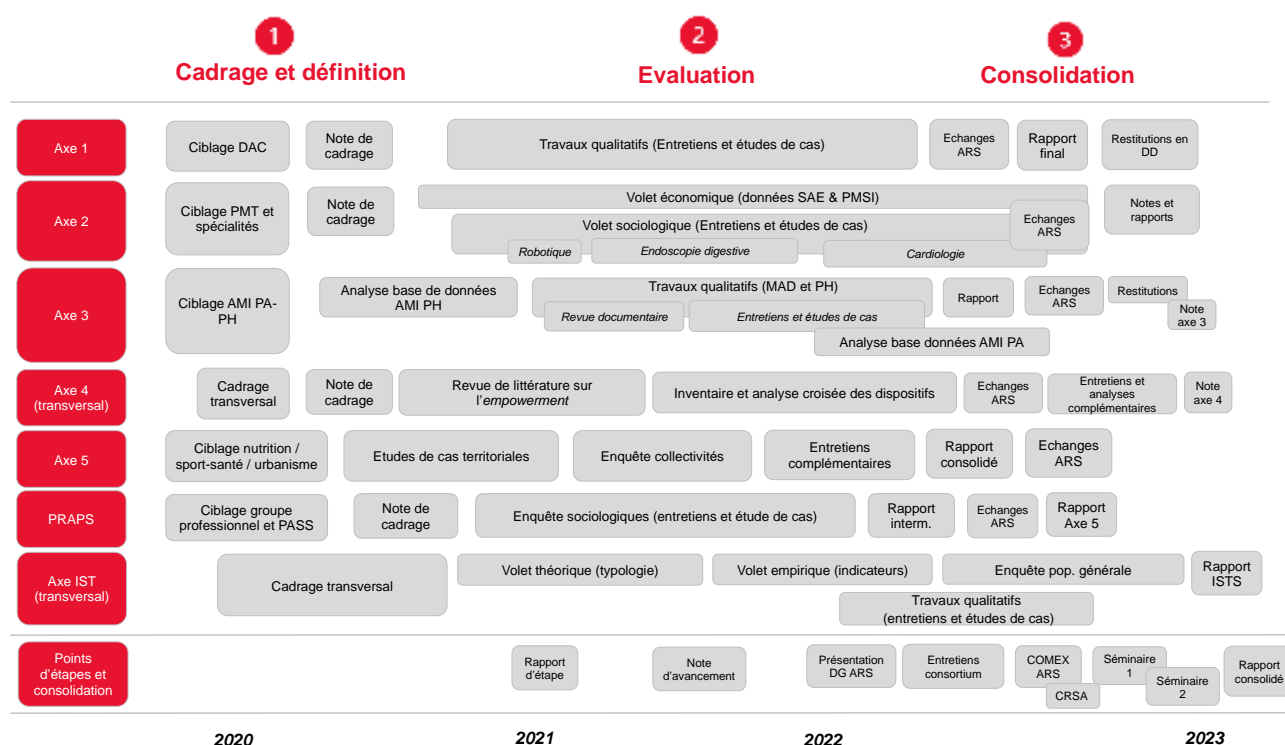 1
2
3
Cadrage et définition
Evaluation
Consolidation
Axe 1
Ciblage DAC
Note de
cadrage
Travaux qualitatifs (Entretiens et études de cas)
Echanges
ARS
Rapport
final
Restitutions en
DD
Axe 2
Ciblage PMT et
spécialités
Note de
cadrage
Volet économique (données SAE & PMSI)
Volet sociologique (Entretiens et études de cas)
Robotique
Endoscopie digestive
Cardiologie
Echanges
ARS
Notes et
rapports
Axe 3
Ciblage AMI PA-
PH
Analyse base de données
AMI PH
Travaux qualitatifs (MAD et PH)
Revue documentaire
Entretiens et études de cas
Analyse base données AMI PA
Rapport
Echanges
ARS
Restitutions
Note
axe 3
Axe 4
(transversal)
Cadrage
transversal
Note de
cadrage
Revue de littérature sur
l'empowerment
Inventaire et analyse croisée des dispositifs
Echanges
ARS
Entretiens et
analyses
complémentaires
Note
axe 4
Axe 5
Ciblage nutrition /
sport-santé / urbanisme
Etudes de cas territoriales
Enquête collectivités
Entretiens
complémentaires
Rapport
consolidé
Echanges
ARS
PRAPS
Ciblage groupe
professionnel et PASS
Note de
cadrage
Enquête sociologiques (entretiens et étude de cas)
Rapport
interm.
Echanges
ARS
Rapport
Axe 5
Axe IST
(transversal)
Cadrage transversal
Volet théorique (typologie)
Volet empirique (indicateurs)
Enquête pop. générale
Travaux qualitatifs
(entretiens et études de cas)
Rapport
ISTS
Points
d'étapes et
consolidation
Rapport
d'étape
Note
d'avancement
Présentation
DG ARS
Entretiens
consortium
COMEX
ARS
CRSA
Séminaire
1
Séminaire
2
Rapport
consolidé
2020
2021
2022
2023